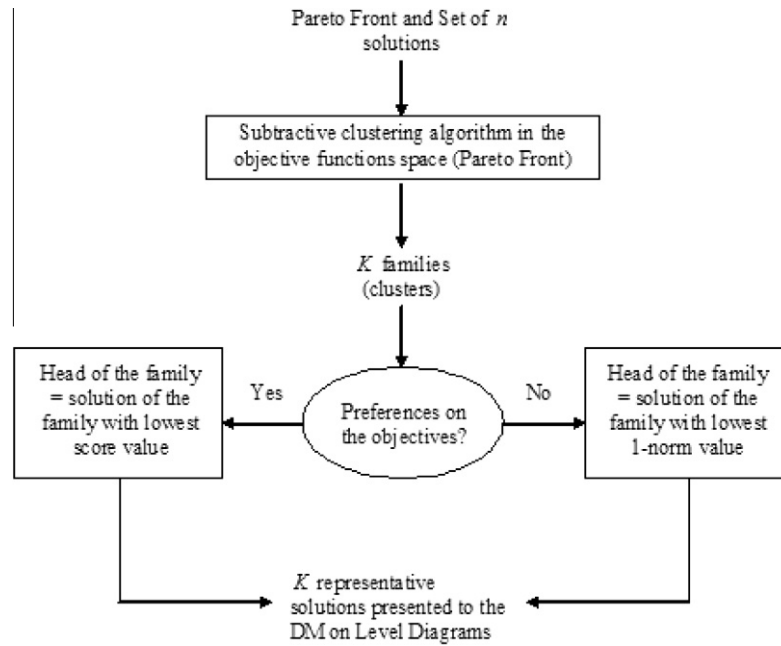 Pareto Front and Set of n
solutions
Subtractive clustering algorithm in the
objective functions space (Pareto Front)
K families
(clusters)
Head of the family
= solution of the
family with lowest
score value
Yes
Preferences on
the objectives?
No
Head of the family
= solution of the
family with lowest
1-norm value
K representative
solutions presented to the
DM on Level Diagrams